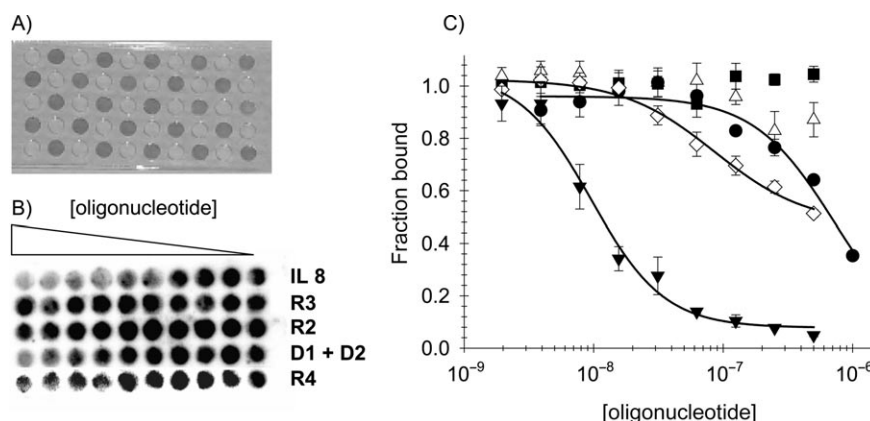 A)
B)
[oligonucleotide]
IL 8
R3
R2
D1 + D2
R4
C)
Fraction bound
1.0
0.8
0.6
0.4
0.2
0.0
10⁻⁹ 10⁻⁸ 10⁻⁷ 10⁻⁶
[oligonucleotide]